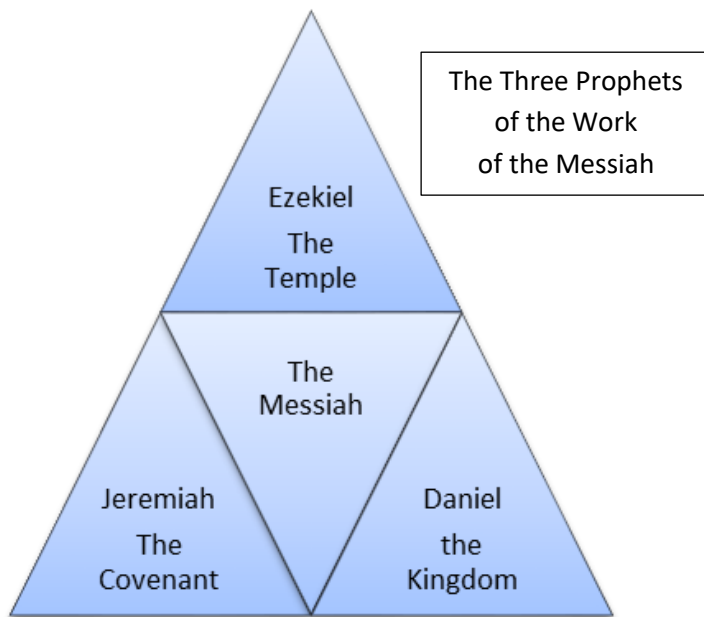 The Three Prophets
of the Work
of the Messiah
Ezekiel
The
Temple
The
Messiah
Jeremiah
The
Covenant
Daniel
the
Kingdom